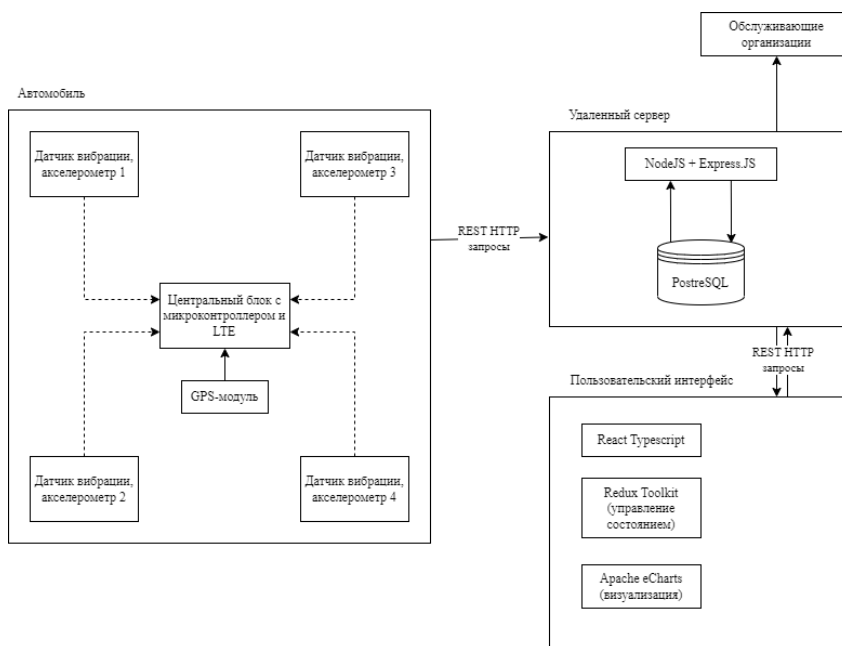 Обслуживающие
организации
Автомобиль
Удаленный сервер
Датчик вибрации,
акселерометр 1
Датчик вибрации,
акселерометр 3
NodeJS + Express.JS
REST HTTP
запросы
PostreSQL
Центральный блок с
микроконтроллером и
LTE
GPS-модуль
REST HTTP
запросы
Пользовательский интерфейс
Датчик вибрации,
акселерометр 2
Датчик вибрации,
акселерометр 4
React Typescript
Redux Toolkit
(управление
состоянием)
Apache eCharts
(визуализация)